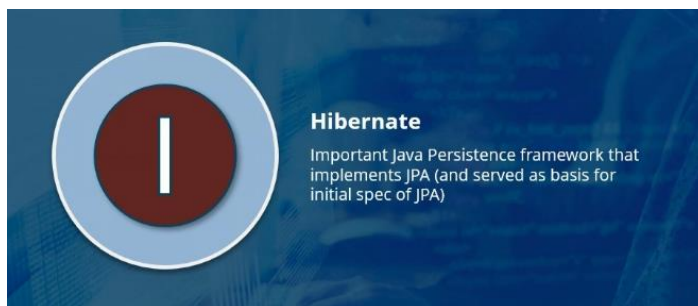 Hibernate
Important Java Persistence framework that
implements JPA (and served as basis for
initial spec of JPA)